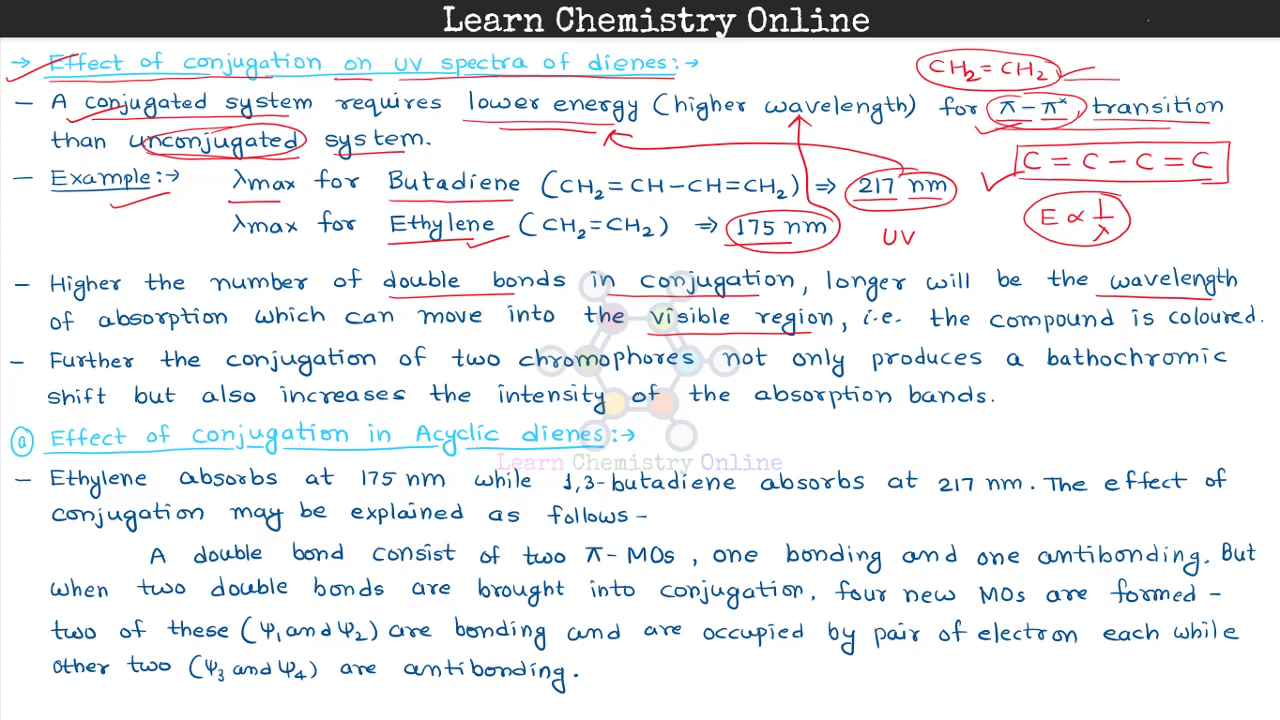 Learn Chemistry Online
→ Effect of conjugation on UV spectra of dienes:→
CH₂=CH₂
- A conjugated system requires lower energy (higher wavelength) for π-π* transition
than unconjugated system.
C=C-C=C
- Example:→ λmax for Butadiene (CH₂=CH-CH=CH₂) ⇒ 217 nm
E ∝ 1/λ
λmax for Ethylene (CH₂=CH₂) ⇒ 175 nm
UV
- Higher the number of double bonds in conjugation, longer will be the wavelength
of absorption which can move into the visible region, i.e. the compound is coloured.
- Further the conjugation of two chromophores not only produces a bathochromic
shift but also increases the intensity of the absorption bands.
ⓐ Effect of conjugation in Acyclic dienes:→
Learn Chemistry Online
- Ethylene absorbs at 175 nm while 1,3-butadiene absorbs at 217 nm. The effect of
conjugation may be explained as follows-
A double bond consist of two π-MOs, one bonding and one antibonding. But
when two double bonds are brought into conjugation, four new MOs are formed-
two of these (Ψ₁ and Ψ₂) are bonding and are occupied by pair of electron each while
other two (Ψ₃ and Ψ₄) are antibonding.